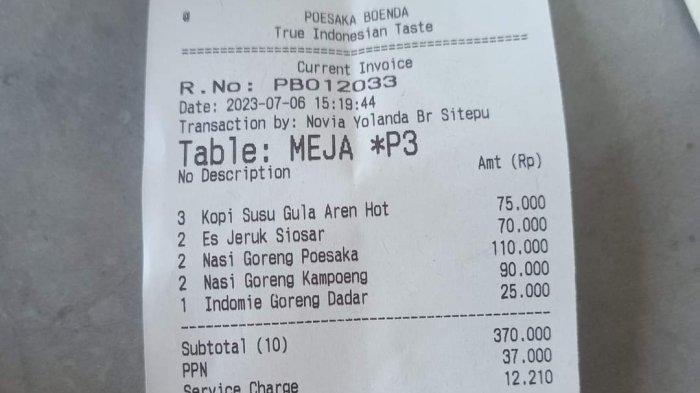 @
POESAKA BOENDA
True Indonesian Taste
Current Invoice
R.No: PB012033
Date: 2023-07-06 15:19:44
Transaction by: Novia Yolanda Br Sitepu
Table: MEJA *P3
No Description Amt (Rp)
3 Kopi Susu Gula Aren Hot 75.000
2 Es Jeruk Siosar 70.000
2 Nasi Goreng Poesaka 110.000
2 Nasi Goreng Kampoeng 90.000
1 Indomie Goreng Dadar 25.000
Subtotal (10) 370.000
PPN 37.000
Service Charge 12.210